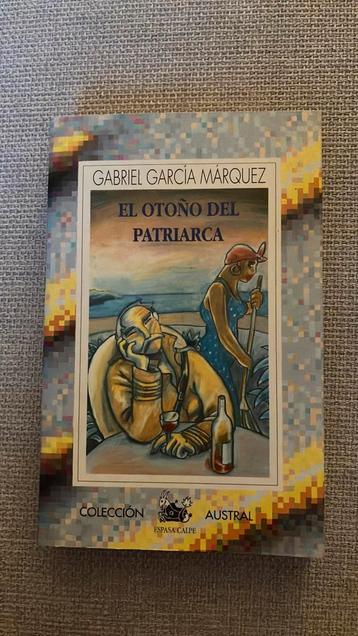 GABRIEL GARCÍA MÁRQUEZ
EL OTOÑO DEL
PATRIARCA
COLECCIÓN AUSTRAL
ESPASA CALPE